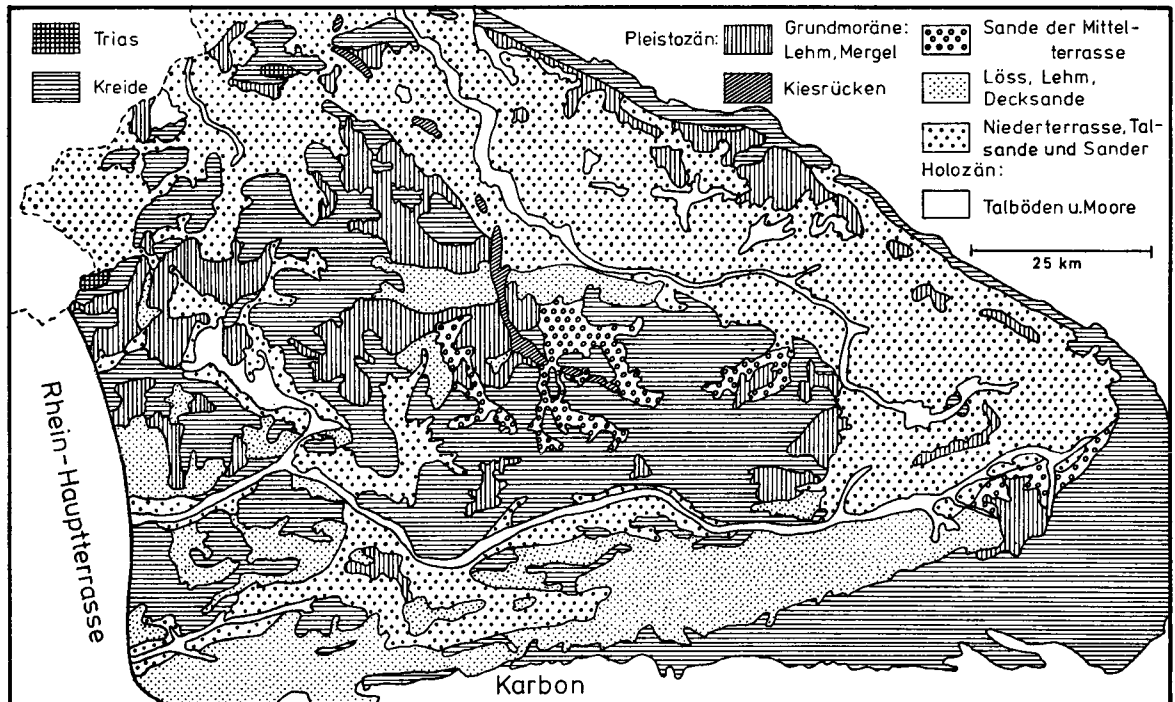 Trias
Kreide
Pleistozän:
Grundmoräne:
Lehm, Mergel
Kiesrücken
Sande der Mittel-
terrasse
Löss, Lehm,
Decksande
Niederterrasse, Tal-
sande und Sander
Holozän:
Talböden u. Moore
25 km
Rhein-Hauptterrasse
Karbon